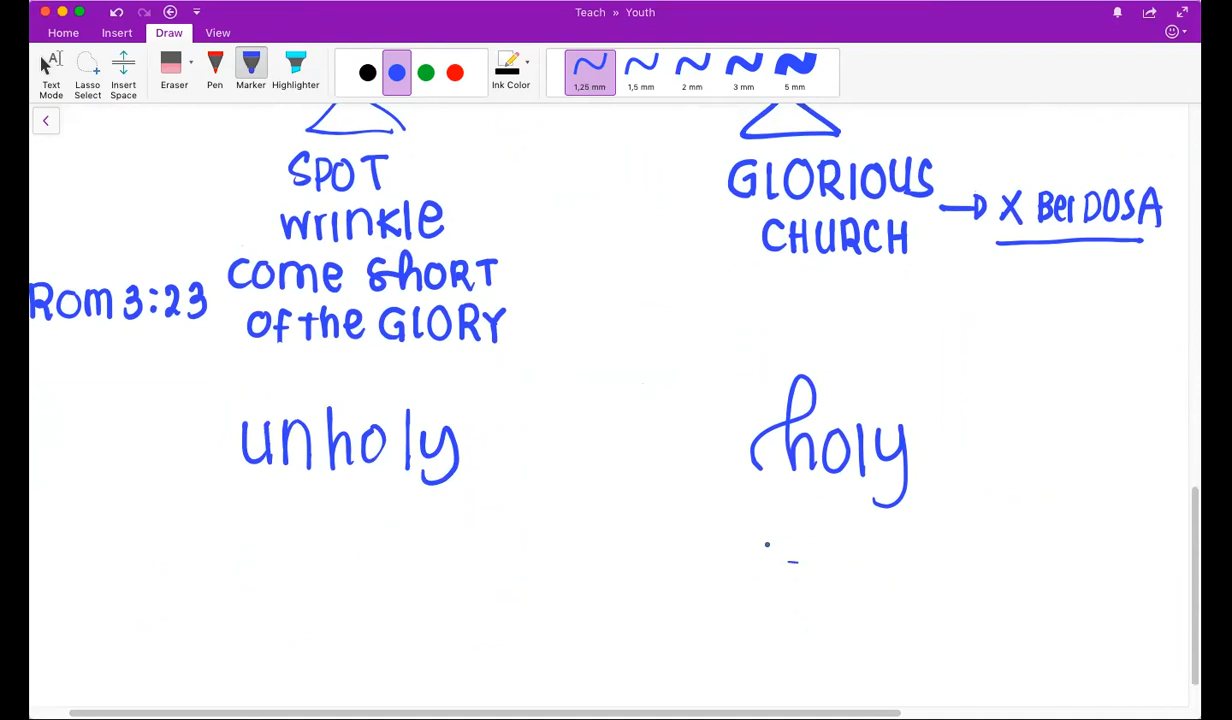 Teach » Youth
Home Insert Draw View
Text Mode
Lasso Select
Insert Space
Eraser
Pen
Marker
Highlighter
Ink Color
1,25 mm
1,5 mm
2 mm
3 mm
5 mm
SPOT
wrinkle
come short
of the GLORY
Rom 3:23
unholy
GLORIOUS
CHURCH
→ X BerDOSA
holy